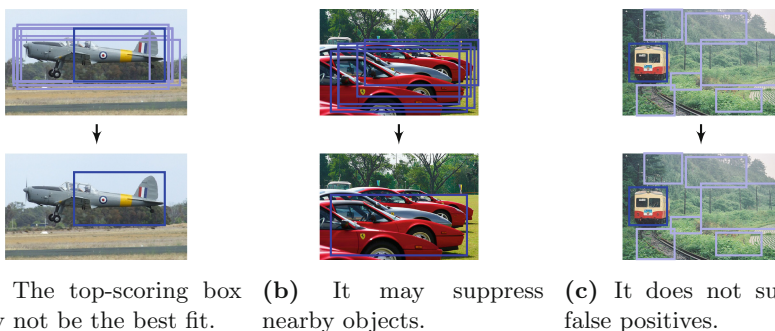 The top-scoring box
not be the best fit.
(b) It may suppress
nearby objects.
(c) It does not
false positives.